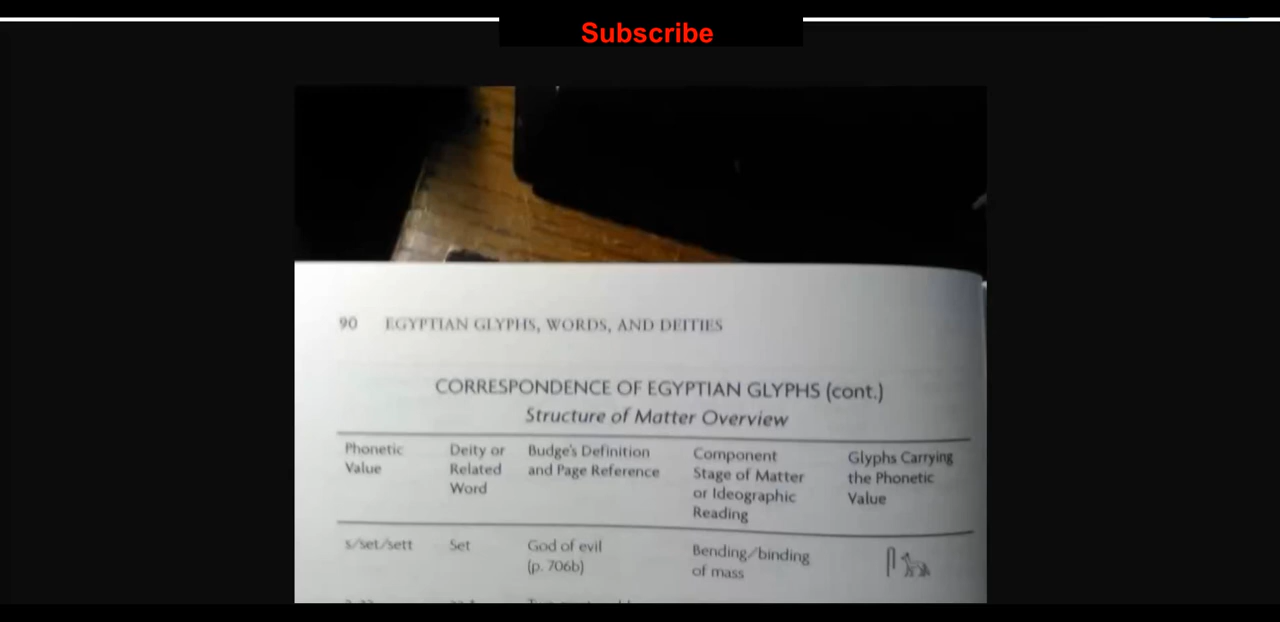 Subscribe
90 EGYPTIAN GLYPHS, WORDS, AND DEITIES
CORRESPONDENCE OF EGYPTIAN GLYPHS (cont.)
Structure of Matter Overview
Phonetic Value
Deity or Related Word
Budge's Definition and Page Reference
Component Stage of Matter or Ideographic Reading
Glyphs Carrying the Phonetic Value
s/set/sett Set God of evil (p. 706b) Bending/binding of mass